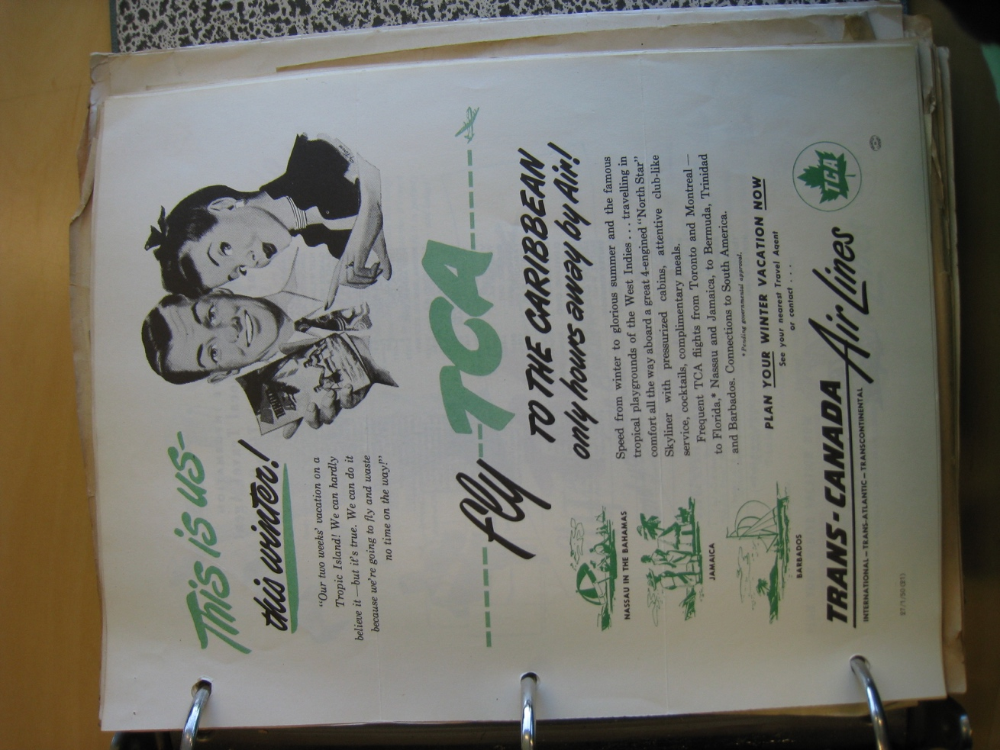 This is us-
this winter!
"Our two weeks' vacation on a
Tropic Island! We can hardly
believe it—but it's true. We can do it
because we're going to fly and waste
no time on the way!"
fly TCA
TO THE CARIBBEAN
only hours away by Air!
NASSAU IN THE BAHAMAS
JAMAICA
BARBADOS
Speed from winter to glorious summer and the famous
tropical playgrounds of the West Indies... travelling in
comfort all the way aboard a great 4-engined "North Star"
Skyliner with pressurized cabins, attentive club-like
service, cocktails, complimentary meals.
Frequent TCA flights from Toronto and Montreal—
to Florida,* Nassau and Jamaica, to Bermuda, Trinidad
and Barbados. Connections to South America.
*Pending governmental approval.
PLAN YOUR WINTER VACATION NOW
See your nearest Travel Agent
or contact....
TRANS-CANADA Air Lines
INTERNATIONAL—TRANS-ATLANTIC—TRANSCONTINENTAL
TCA